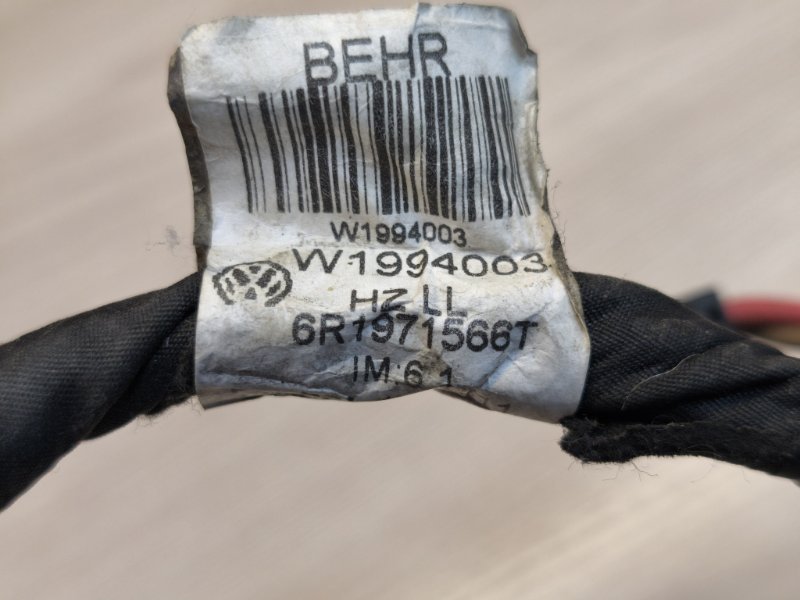 BEHR
W1994003
W1994003
HZ LL
6R1971566T
IM:6.1